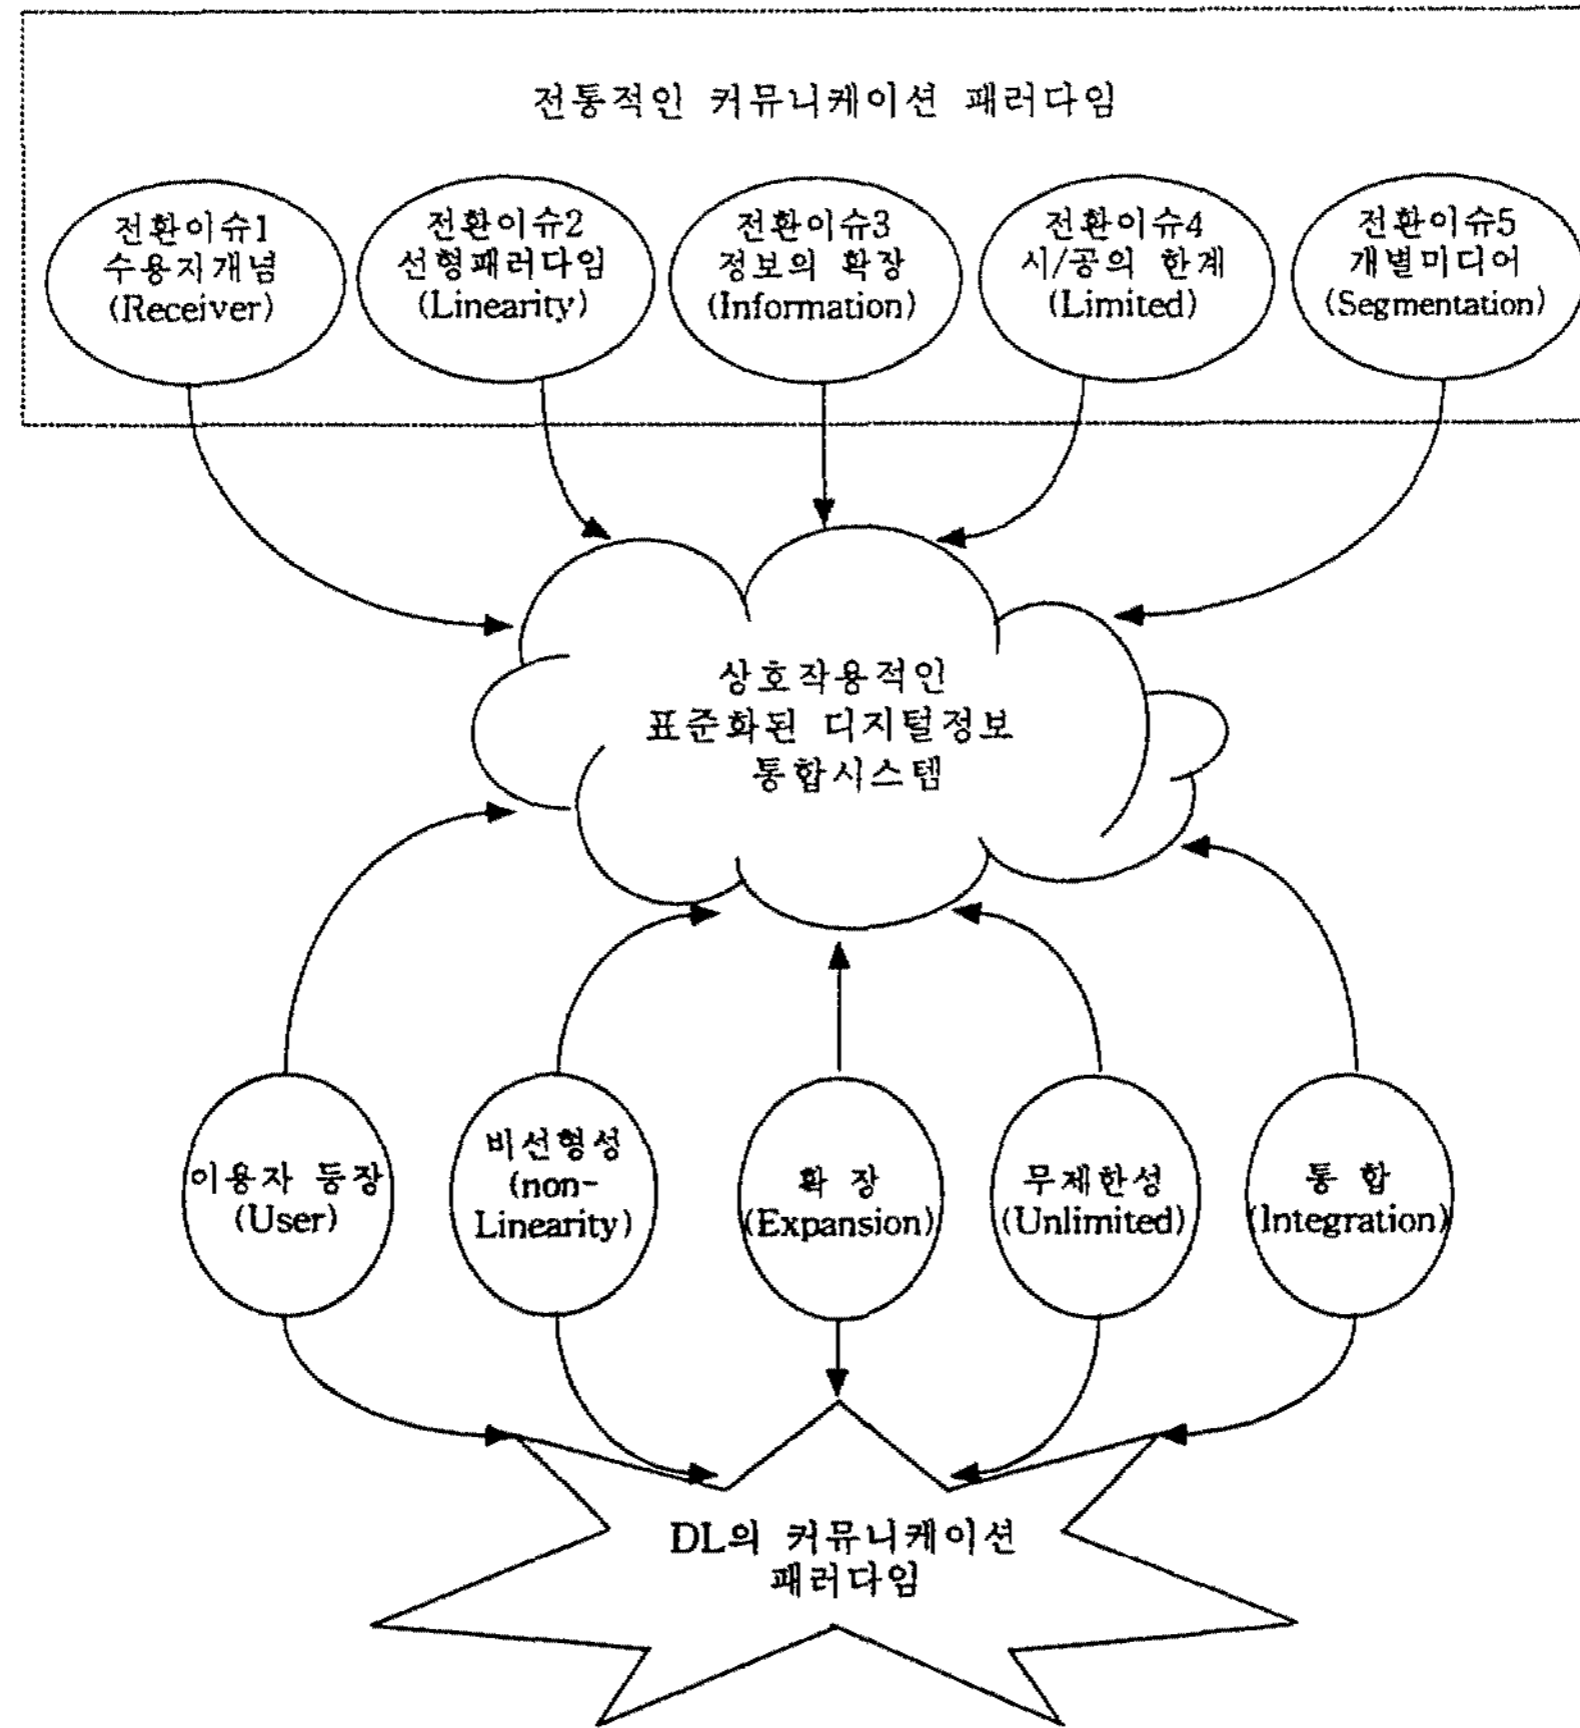 전통적인 커뮤니케이션 패러다임
전환이슈1
수용지개념
(Receiver)
전환이슈2
선형패러다임
(Linearity)
전환이슈3
정보의 확장
(Information)
전환이슈4
시/공의 한계
(Limited)
전환이슈5
개별미디어
(Segmentation)
상호작용적인
표준화된 디지털정보
통합시스템
이용자 등장
(User)
비선형성
(non-
Linearity)
확 장
(Expansion)
무제한성
(Unlimited)
통 합
(Integration)
DL의 커뮤니케이션
패러다임